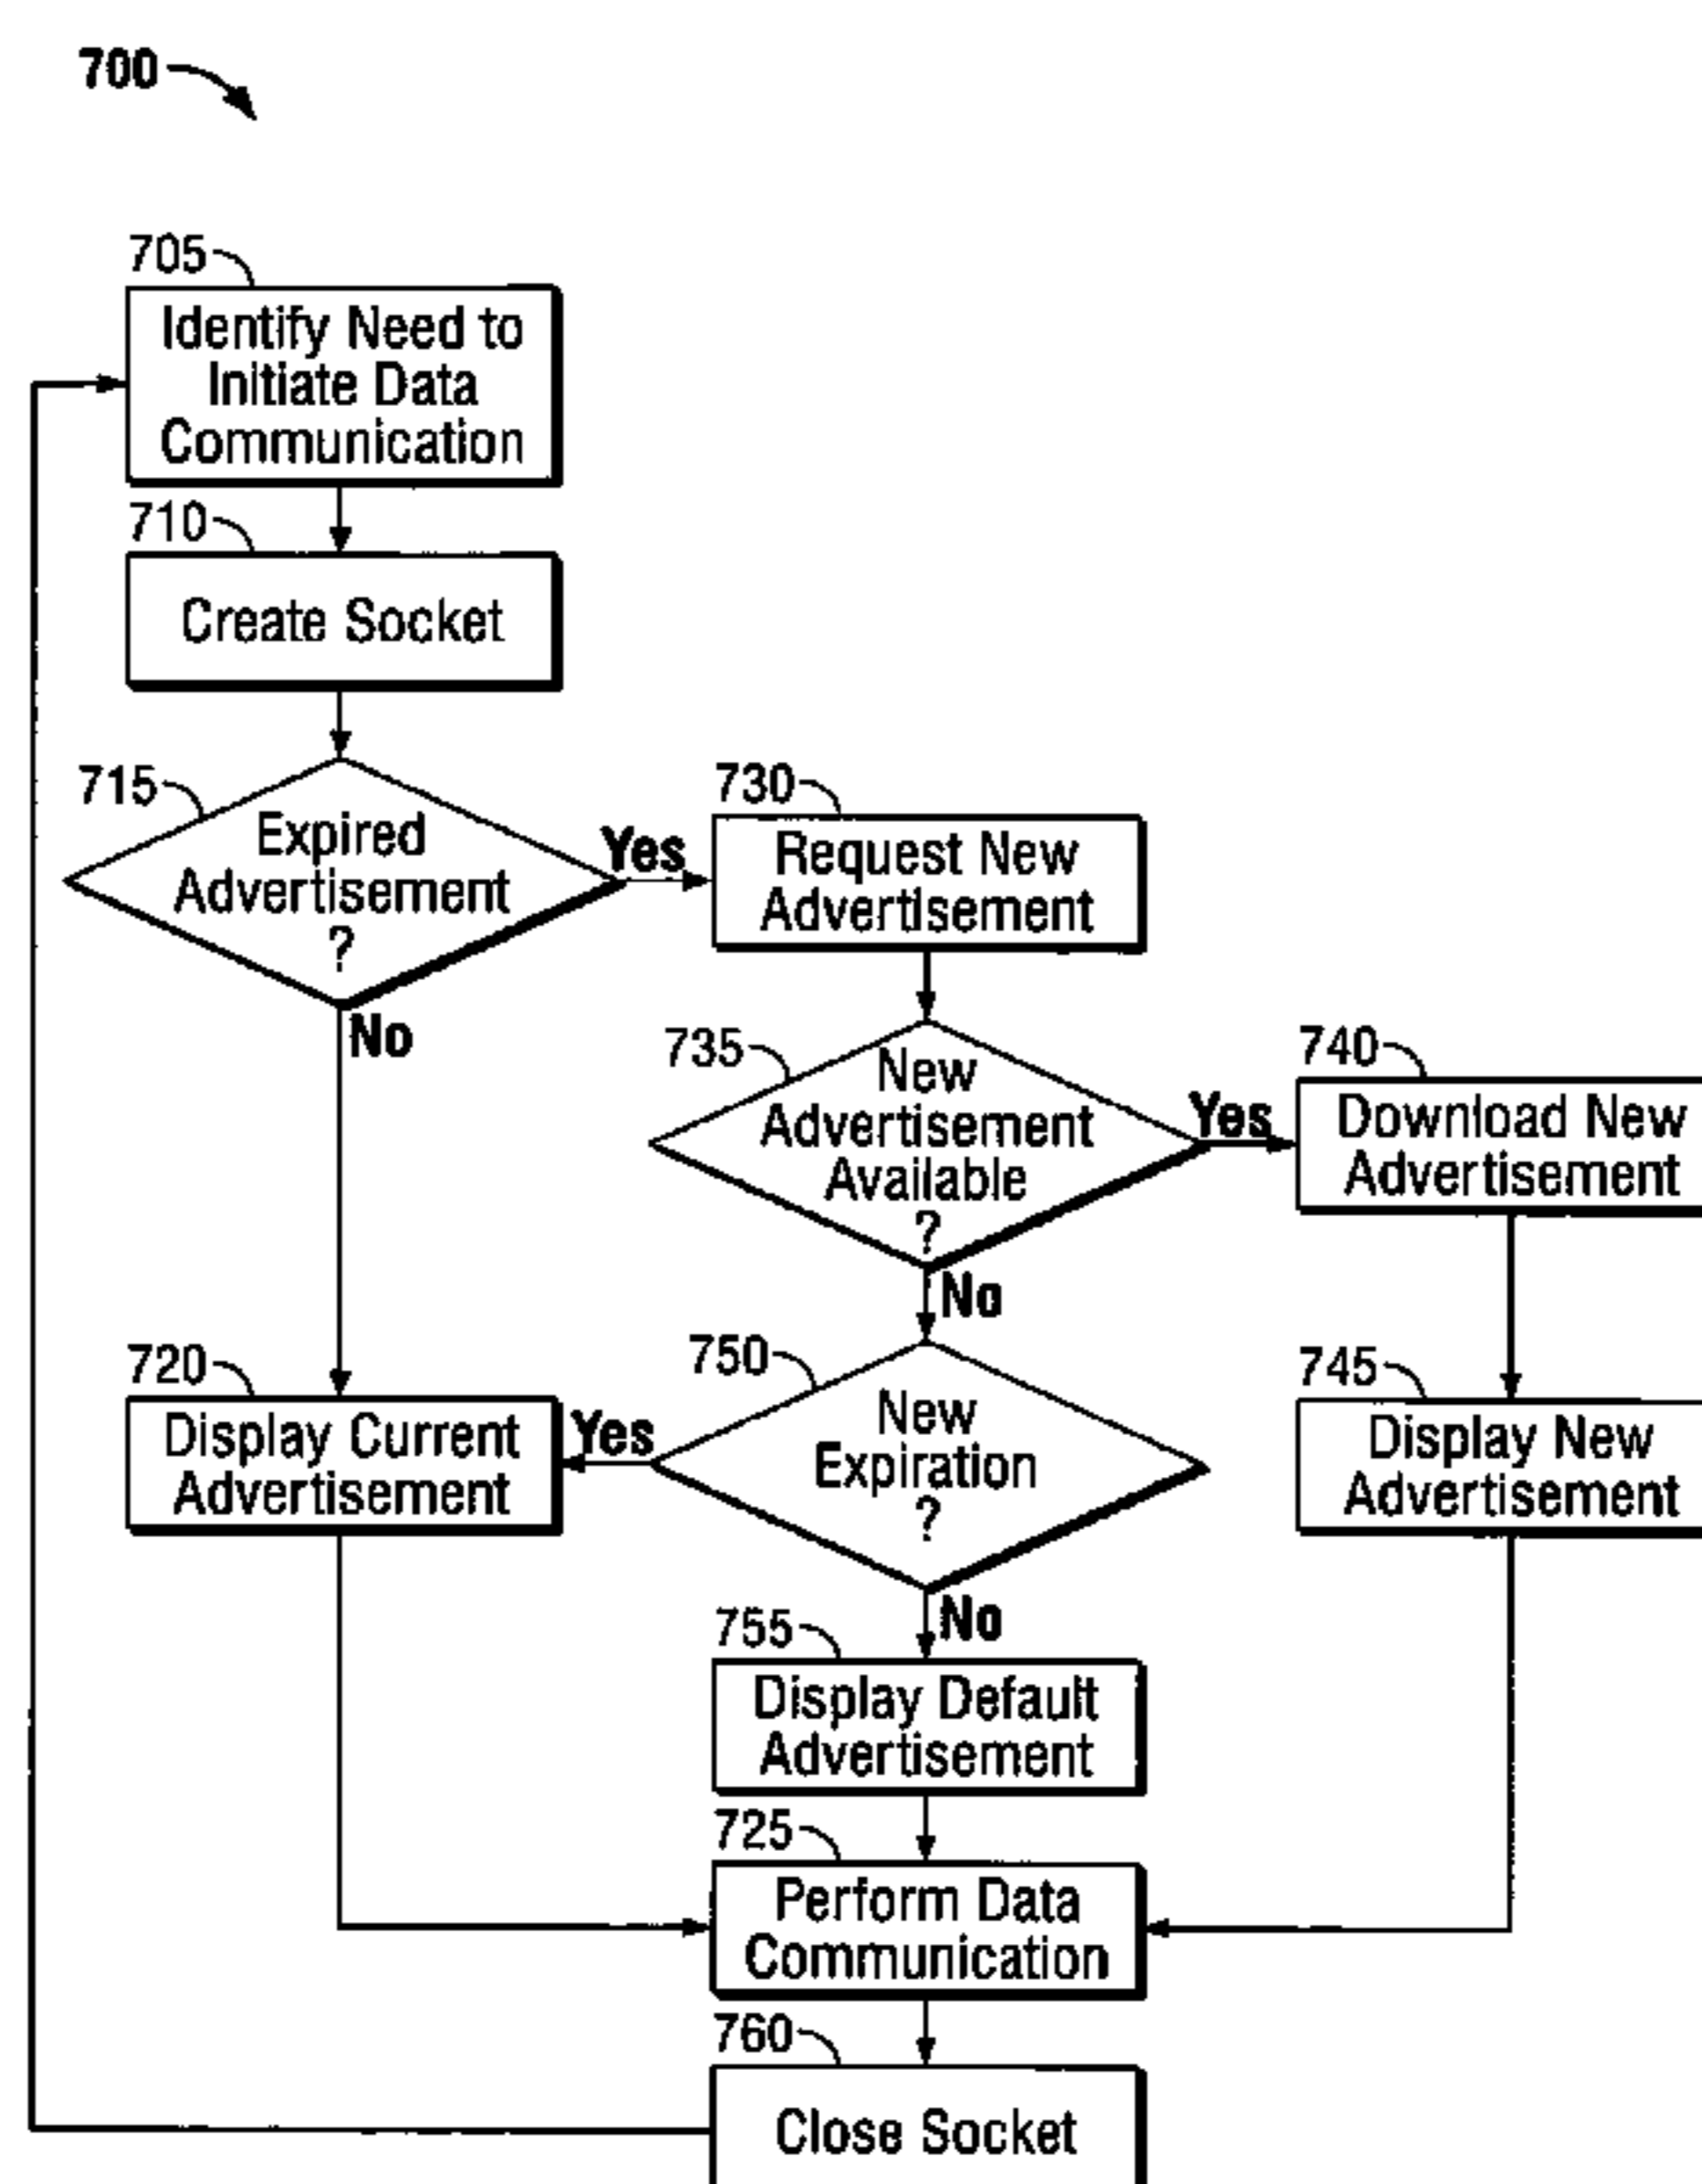 700
705
Identify Need to
Initiate Data
Communication
710
Create Socket
715
Expired
Advertisement
?
Yes
No
730
Request New
Advertisement
735
New
Advertisement
Available
?
Yes
No
740
Download New
Advertisement
720
Display Current
Advertisement
750
New
Expiration
?
Yes
No
745
Display New
Advertisement
755
Display Default
Advertisement
725
Perform Data
Communication
760
Close Socket